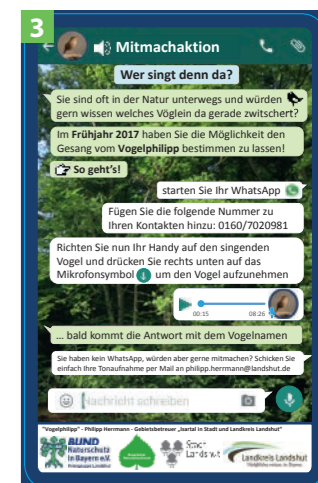 3
Mitmachaktion
Wer singt denn da?
Sie sind oft in der Natur unterwegs und würden
gern wissen welches Vöglein da gerade zwitschert?
Im Frühjahr 2017 haben Sie die Möglichkeit den
Gesang vom Vogelphilipp bestimmen zu lassen!
So geht's!
starten Sie Ihr WhatsApp
Fügen Sie die folgende Nummer zu
Ihren Kontakten hinzu: 0160/7020981
Richten Sie nun Ihr Handy auf den singenden
Vogel und drücken Sie rechts unten auf das
Mikrofonsymbol um den Vogel aufzunehmen
00:15 08:26
... bald kommt die Antwort mit dem Vogelnamen
Sie haben kein WhatsApp, würden aber gerne mitmachen? Schicken Sie
einfach Ihre Tonaufnahme per Mail an philipp.herrmann@landshut.de
Nachricht schreiben
"Vogelphilipp" - Philipp Herrmann - Gebietsbetreuer „Isartal in Stadt und Landkreis Landshut"
BUND
Naturschutz
in Bayern e.V.
Stadt
Landshut
Landkreis Landshut